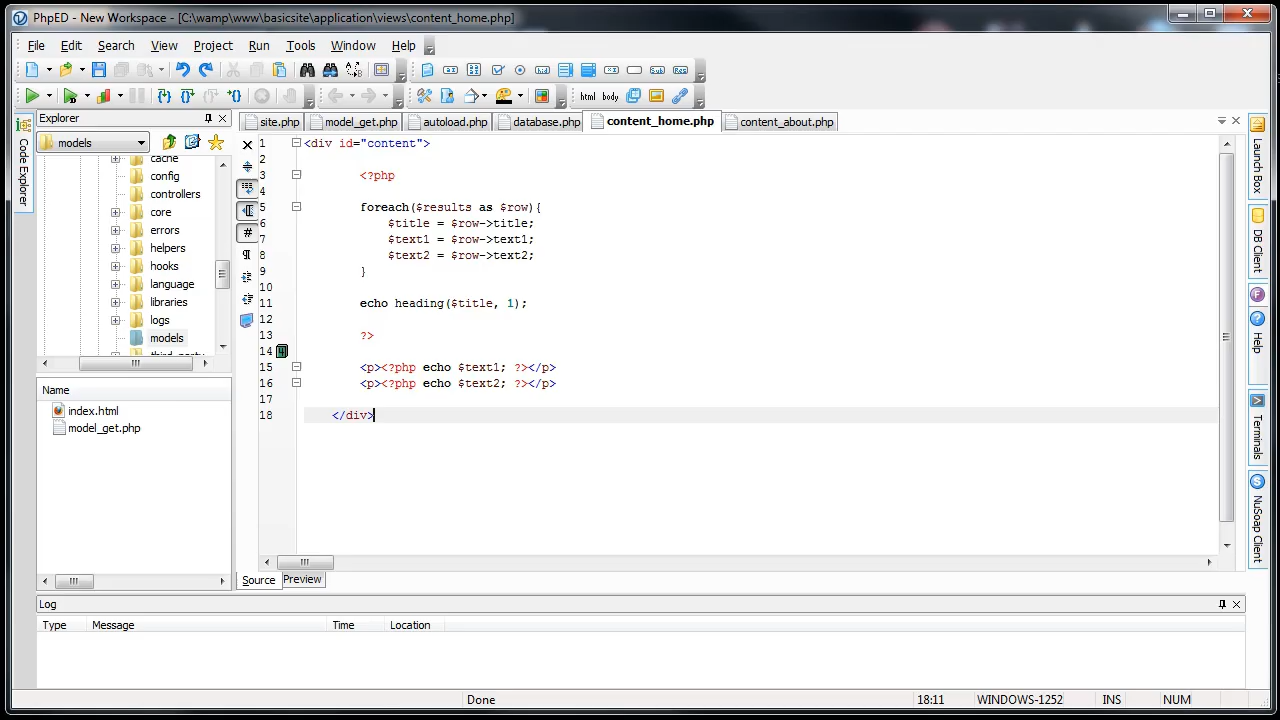 PhpED - New Workspace - [C:\wamp\www\basicsite\application\views\content_home.php]
File Edit Search View Project Run Tools Window Help
html body
Explorer
site.php model_get.php autoload.php database.php content_home.php content_about.php
models
cache
config
controllers
core
errors
helpers
hooks
language
libraries
logs
models
third_party
Name
index.html
model_get.php
Code Explorer
1 <div id="content">
2
3 <?php
4
5 foreach($results as $row){
6 $title = $row->title;
7 $text1 = $row->text1;
8 $text2 = $row->text2;
9 }
10
11 echo heading($title, 1);
12
13 ?>
14
15 <p><?php echo $text1; ?></p>
16 <p><?php echo $text2; ?></p>
17
18 </div>
Source Preview
Launch Box
DB Client
Help
Terminals
NuSoap Client
Log
Type Message Time Location
Done 18:11 WINDOWS-1252 INS NUM